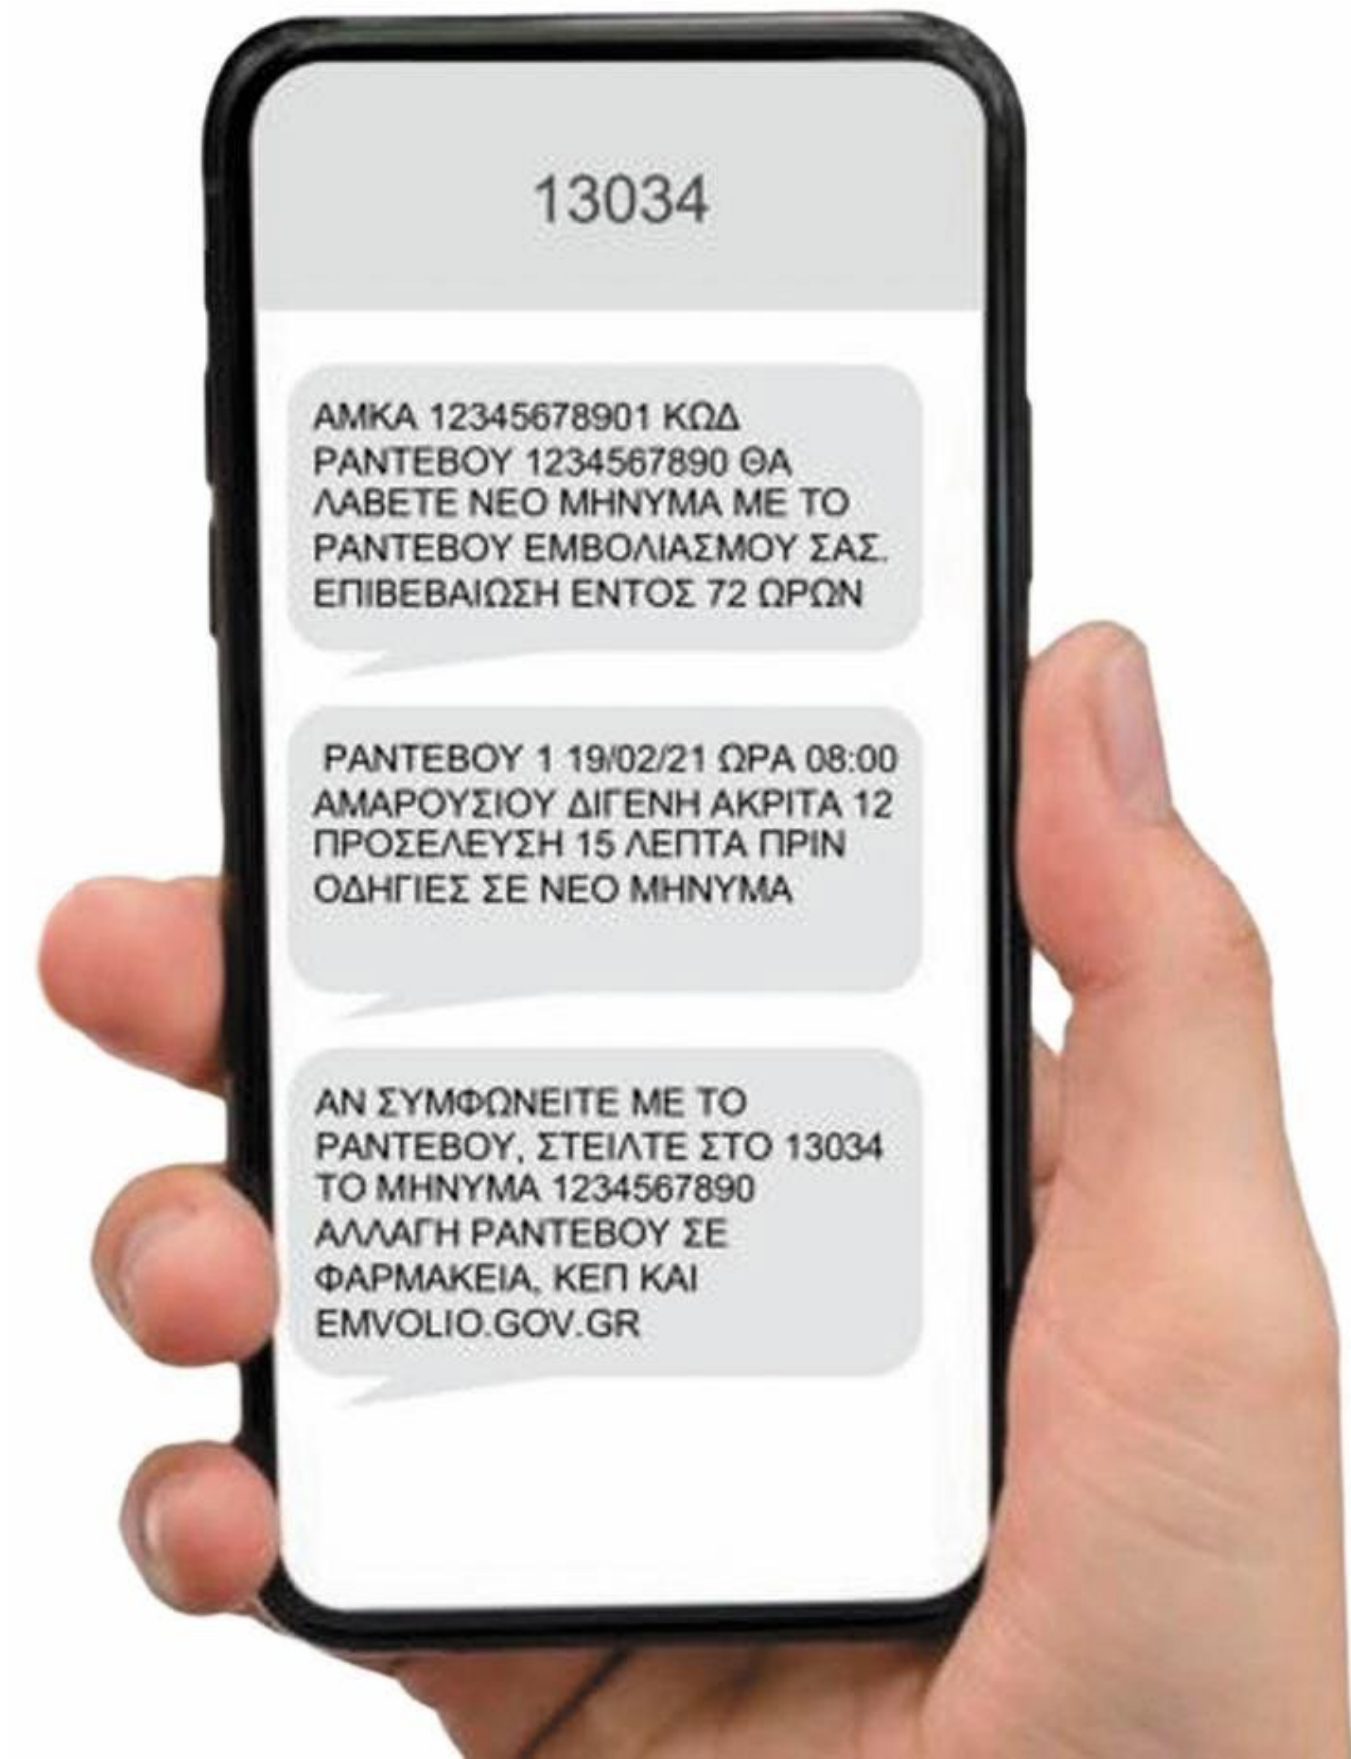 13034
ΑΜΚΑ 12345678901 ΚΩΔ
ΡΑΝΤΕΒΟΥ 1234567890 ΘΑ
ΛΑΒΕΤΕ ΝΕΟ ΜΗΝΥΜΑ ΜΕ ΤΟ
ΡΑΝΤΕΒΟΥ ΕΜΒΟΛΙΑΣΜΟΥ ΣΑΣ.
ΕΠΙΒΕΒΑΙΩΣΗ ΕΝΤΟΣ 72 ΩΡΩΝ
ΡΑΝΤΕΒΟΥ 1 19/02/21 ΩΡΑ 08:00
ΑΜΑΡΟΥΣΙΟΥ ΔΙΓΕΝΗ ΑΚΡΙΤΑ 12
ΠΡΟΣΕΛΕΥΣΗ 15 ΛΕΠΤΑ ΠΡΙΝ
ΟΔΗΓΙΕΣ ΣΕ ΝΕΟ ΜΗΝΥΜΑ
ΑΝ ΣΥΜΦΩΝΕΙΤΕ ΜΕ ΤΟ
ΡΑΝΤΕΒΟΥ, ΣΤΕΙΛΤΕ ΣΤΟ 13034
ΤΟ ΜΗΝΥΜΑ 1234567890
ΑΛΛΑΓΗ ΡΑΝΤΕΒΟΥ ΣΕ
ΦΑΡΜΑΚΕΙΑ, ΚΕΠ ΚΑΙ
EMVOLIO.GOV.GR